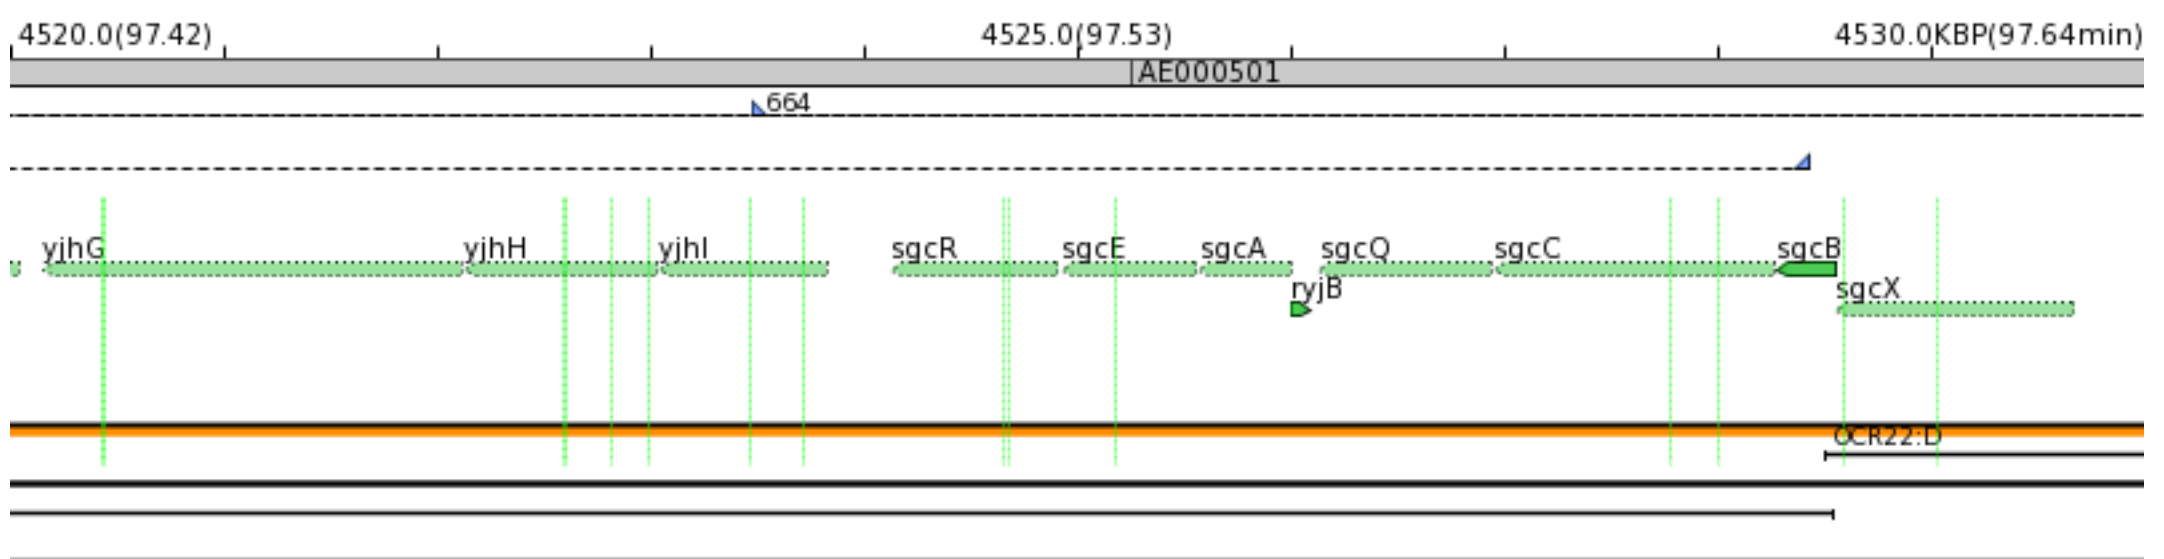 4520.0(97.42) 4525.0(97.53) 4530.0KBP(97.64min)
AE000501
664
yjhG yjhH yjhI sgcR sgcE sgcA sgcQ sgcC sgcB
ryjB sgcX
OCR22:D